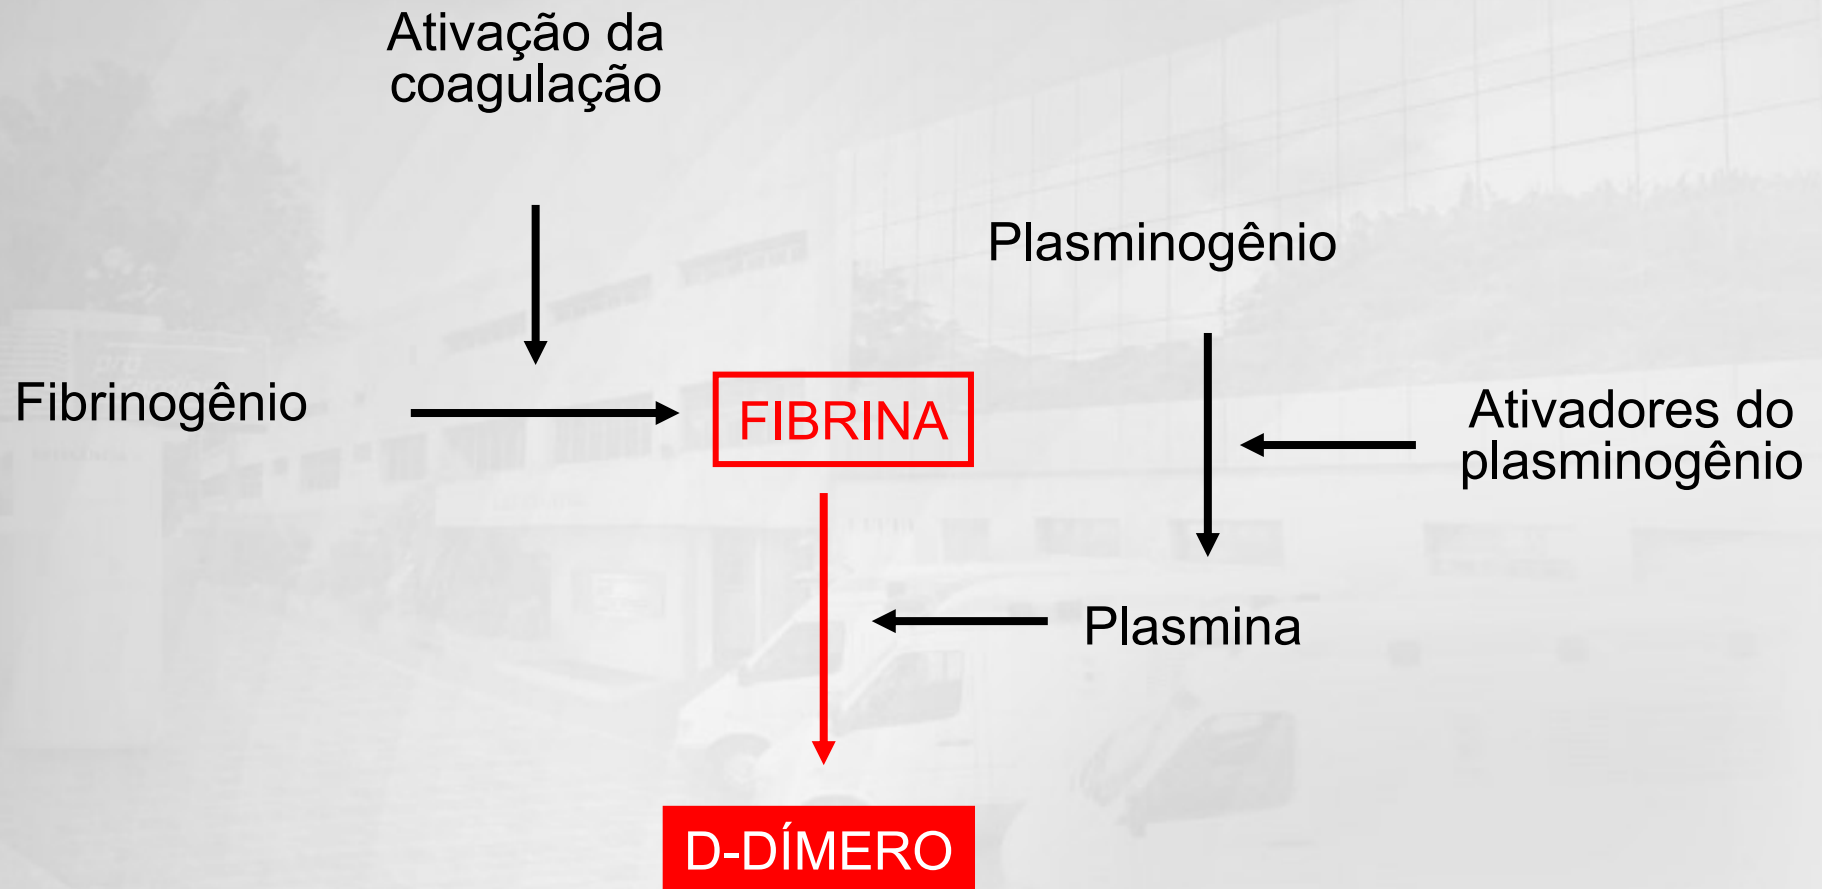 Ativação da
coagulação
Plasminogênio
Fibrinogênio
FIBRINA
Ativadores do
plasminogênio
Plasmina
D-DÍMERO